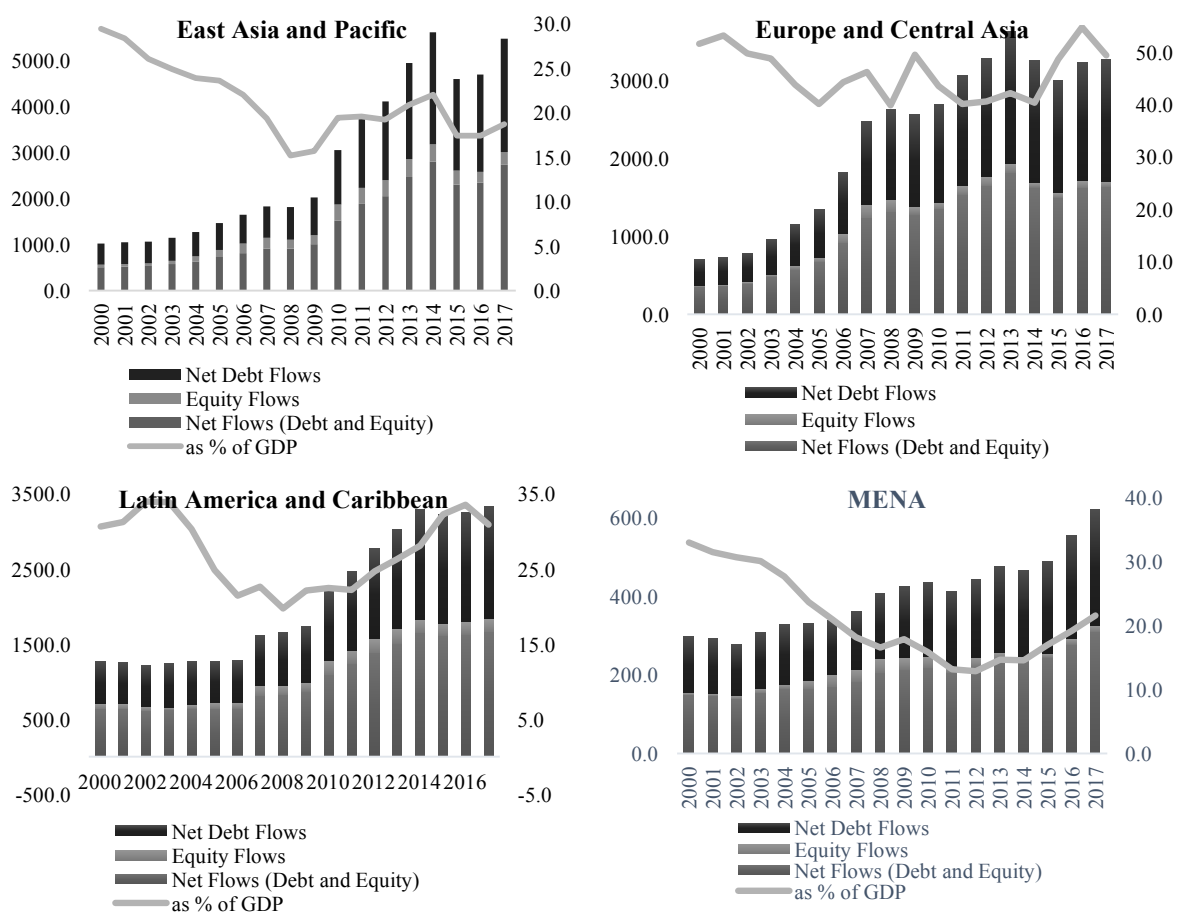 East Asia and Pacific
5000.0
4000.0
3000.0
2000.0
1000.0
0.0
30.0
25.0
20.0
15.0
10.0
5.0
0.0
2000 2001 2002 2003 2004 2005 2006 2007 2008 2009 2010 2011 2012 2013 2014 2015 2016 2017
Net Debt Flows
Equity Flows
Net Flows (Debt and Equity)
as % of GDP
Europe and Central Asia
3000.0
2000.0
1000.0
0.0
50.0
40.0
30.0
20.0
10.0
0.0
2000 2001 2002 2003 2004 2005 2006 2007 2008 2009 2010 2011 2012 2013 2014 2015 2016 2017
Net Debt Flows
Equity Flows
Net Flows (Debt and Equity)
Latin America and Caribbean
3500.0
2500.0
1500.0
500.0
-500.0
35.0
25.0
15.0
5.0
-5.0
2000 2002 2004 2006 2008 2010 2012 2014 2016
Net Debt Flows
Equity Flows
Net Flows (Debt and Equity)
as % of GDP
MENA
600.0
400.0
200.0
0.0
40.0
30.0
20.0
10.0
0.0
2000 2001 2002 2003 2004 2005 2006 2007 2008 2009 2010 2011 2012 2013 2014 2015 2016 2017
Net Debt Flows
Equity Flows
Net Flows (Debt and Equity)
as % of GDP